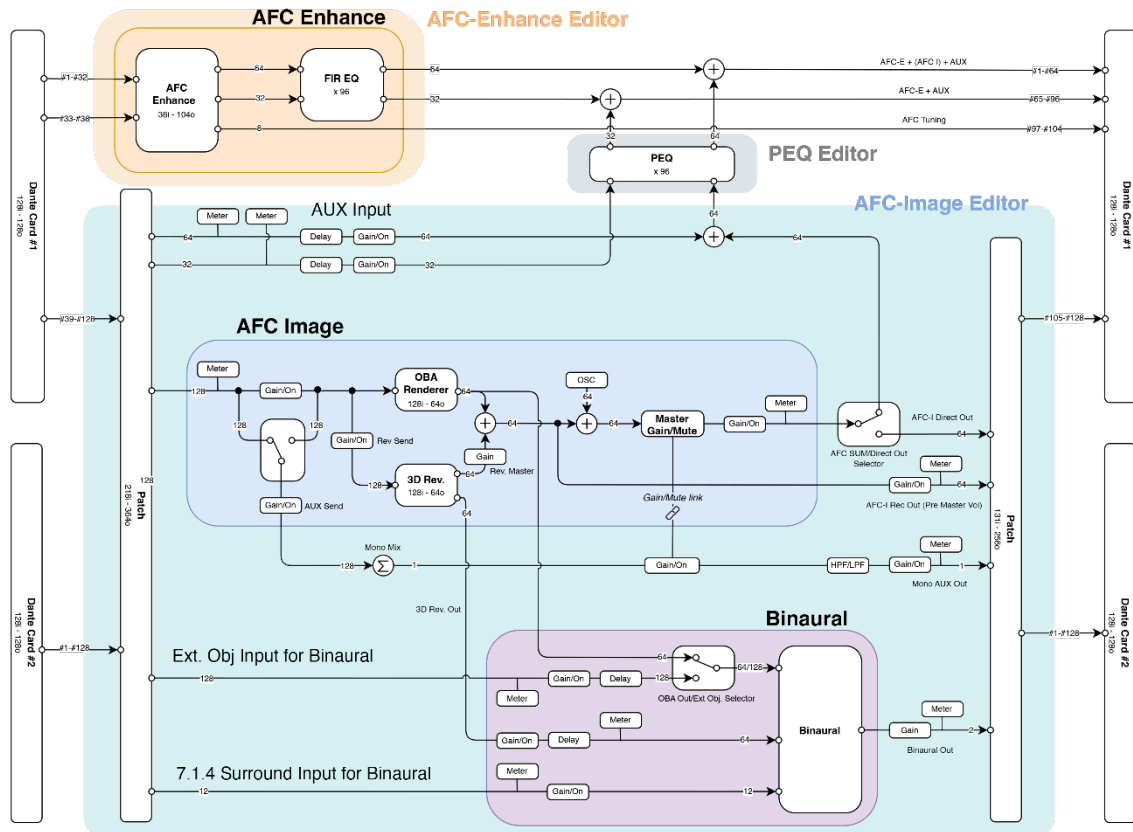 AFC Enhance
AFC-Enhance Editor
AFC Enhance
38i - 104o
FIR EQ
x 96
#1-#32
#33-#38
64
32
8
64
32
AFC-E + (AFC I) + AUX
#1-#64
AFC-E + AUX
#65-#96
AFC Tuning
#97-#104
32
64
PEQ
x 96
PEQ Editor
Dante Card #1
128i - 128o
Dante Card #1
128i - 128o
AFC-Image Editor
AUX Input
Meter
Meter
64
Delay
Gain/On
64
64
64
32
Delay
Gain/On
32
#39-#128
#105-#128
AFC Image
Meter
128
Gain/On
128
128
OBA
Renderer
128i - 64o
64
OSC
64
64
64
Master
Gain/Mute
Gain/On
Meter
AFC SUM/Direct Out
Selector
AFC-I Direct Out
64
Gain/On
Rev Send
Gain
Rev. Master
128
3D Rev.
128i - 64o
64
64
Gain/On
AUX Send
Gain/Mute link
Meter
Gain/On
64
AFC-I Rec Out (Pre Master Vol)
128
Patch
218i - 364o
Patch
131i - 256o
Mono Mix
128
Σ
1
Gain/On
HPF/LPF
Gain/On
Meter
1
Mono AUX Out
3D Rev. Out
Dante Card #2
128i - 128o
Dante Card #2
128i - 128o
#1-#128
#1-#128
Binaural
Ext. Obj Input for Binaural
128
Meter
Gain/On
Delay
64
128
64/128
OBA Out/Ext Obj. Selector
Gain/On
Delay
Meter
64
Binaural
Gain
Meter
2
Binaural Out
7.1.4 Surround Input for Binaural
12
Meter
Gain/On
12